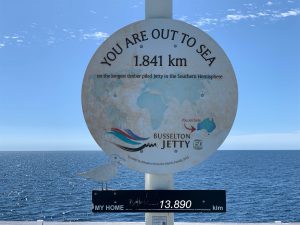 YOU ARE OUT TO SEA
1.841 km
on the longest timber piled jetty in the Southern Hemisphere
BUSSELTON
JETTY
MY HOME
13.890 km